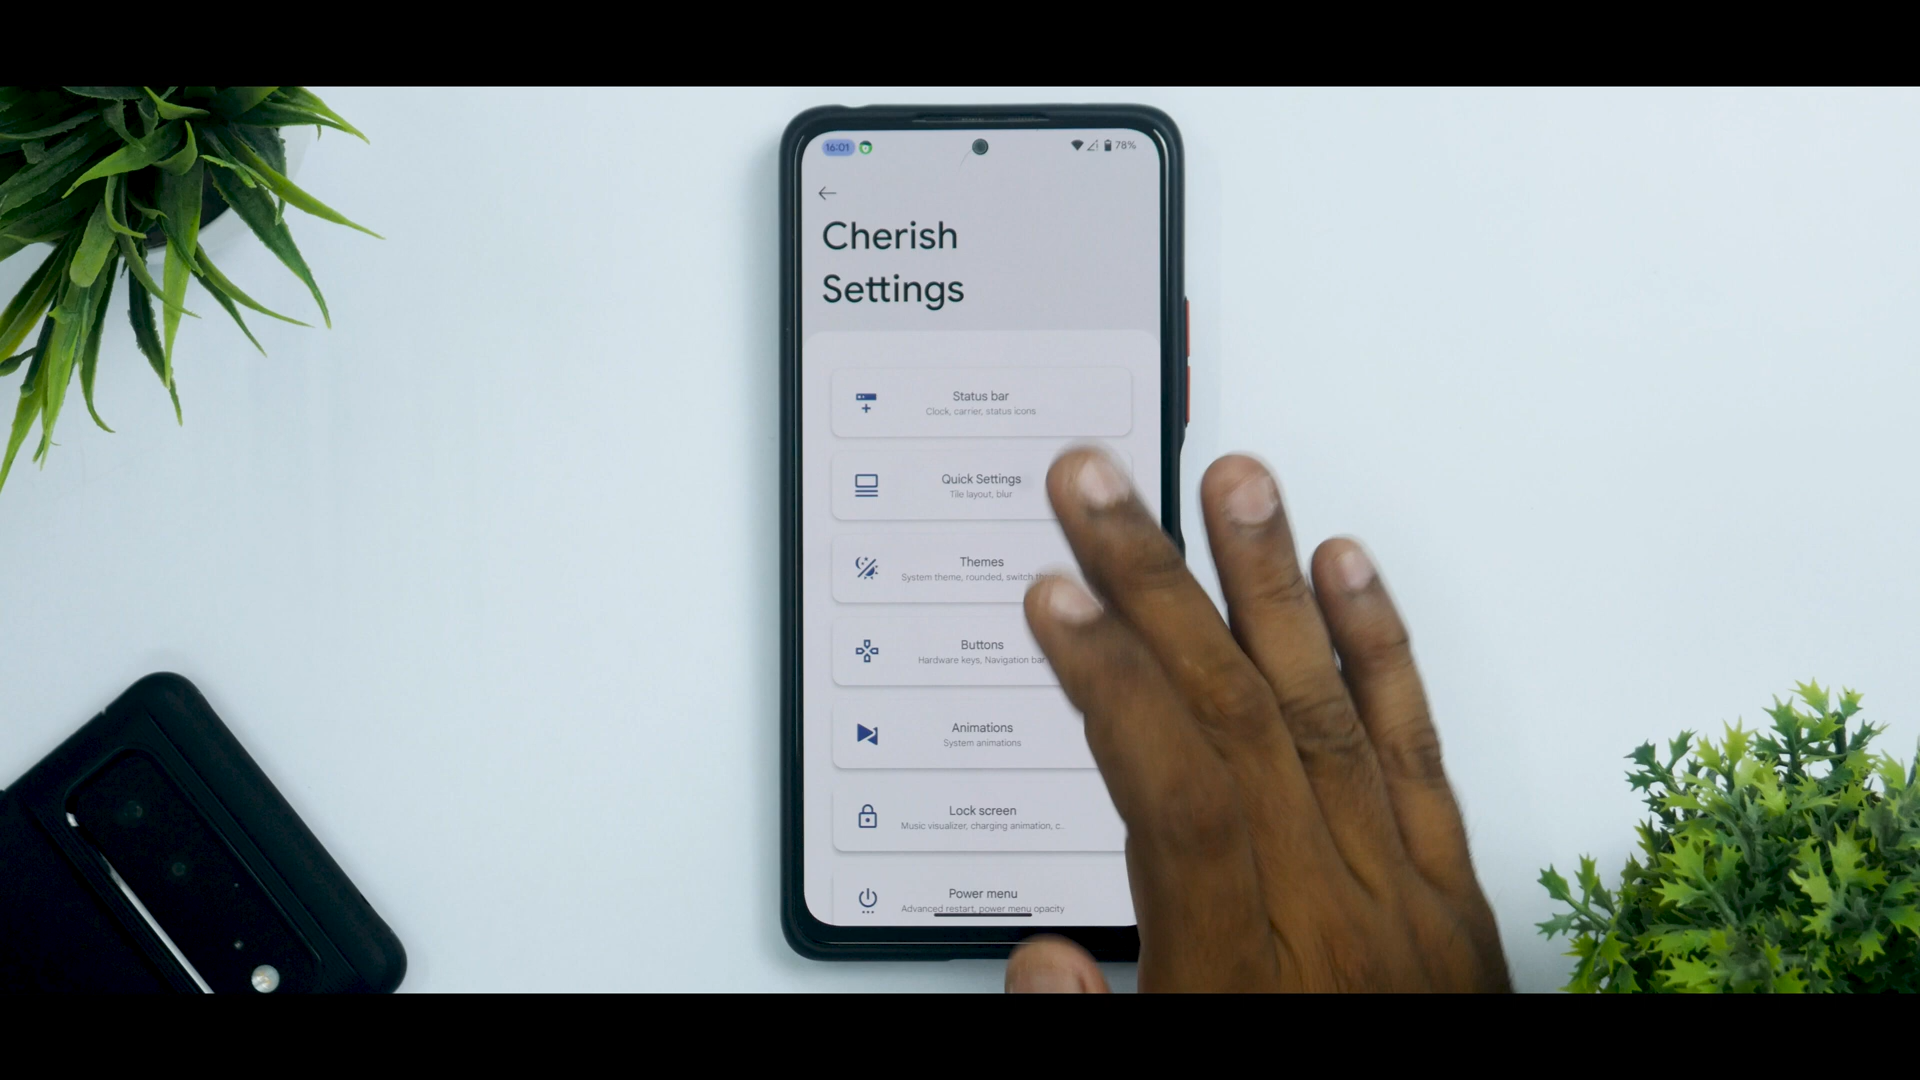 16:01
78%
Cherish
Settings
Status bar
Clock, carrier, status icons
Quick Settings
Tile layout, blur
Themes
System theme, rounded, switch
Buttons
Hardware keys, Navigation bar
Animations
System animations
Lock screen
Music visualizer, charging animation, c..
Power menu
Advanced restart, power menu opacity